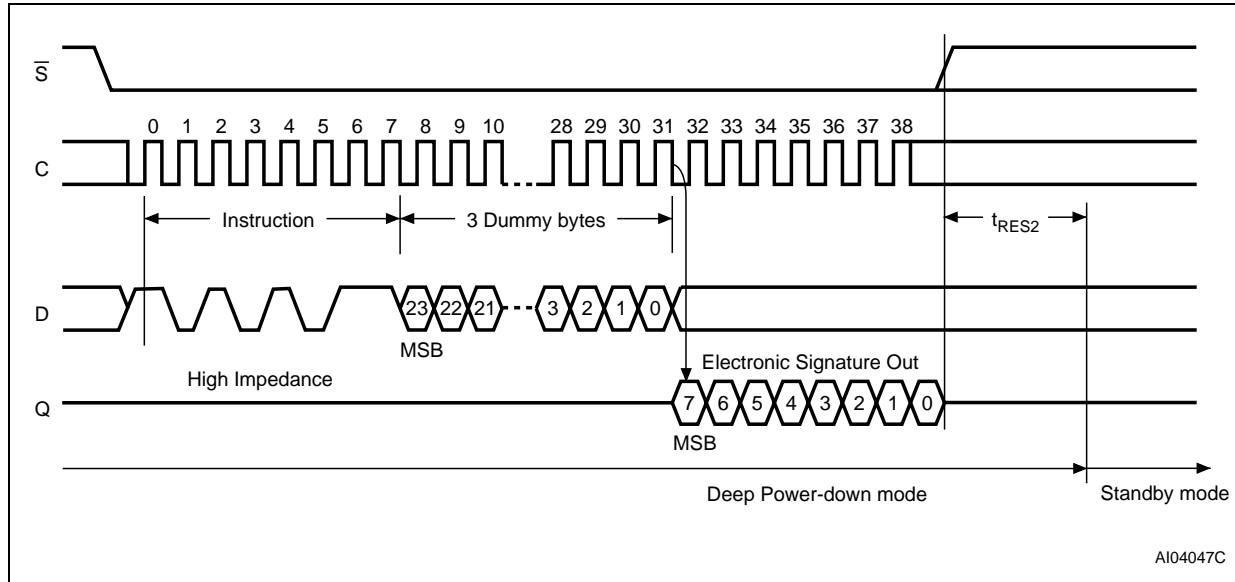 S
0 1 2 3 4 5 6 7 8 9 10 28 29 30 31 32 33 34 35 36 37 38
C
Instruction 3 Dummy bytes tRES2
D 23 22 21 3 2 1 0
MSB
High Impedance Electronic Signature Out
Q 7 6 5 4 3 2 1 0
MSB
Deep Power-down mode Standby mode
AI04047C